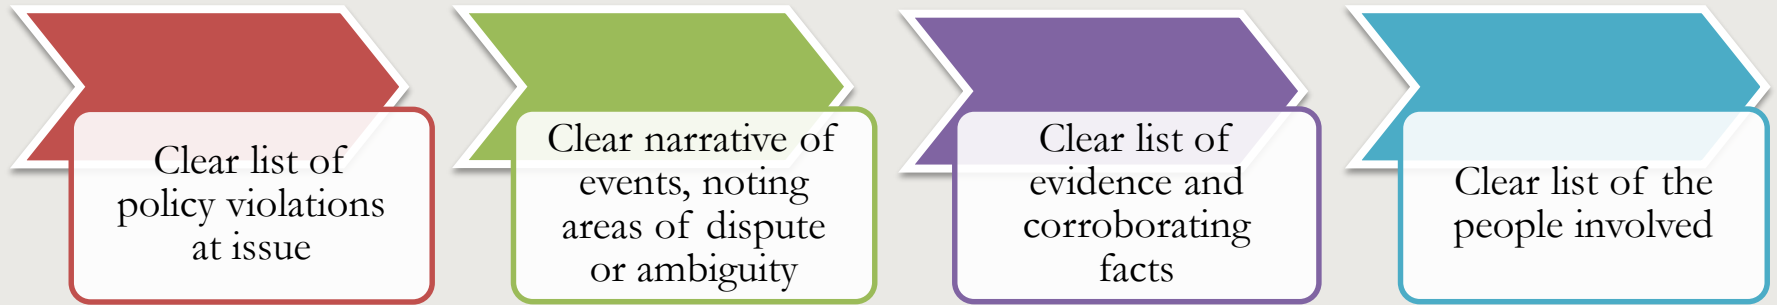 Clear list of
policy violations
at issue
Clear narrative of
events, noting
areas of dispute
or ambiguity
Clear list of
evidence and
corroborating
facts
Clear list of the
people involved